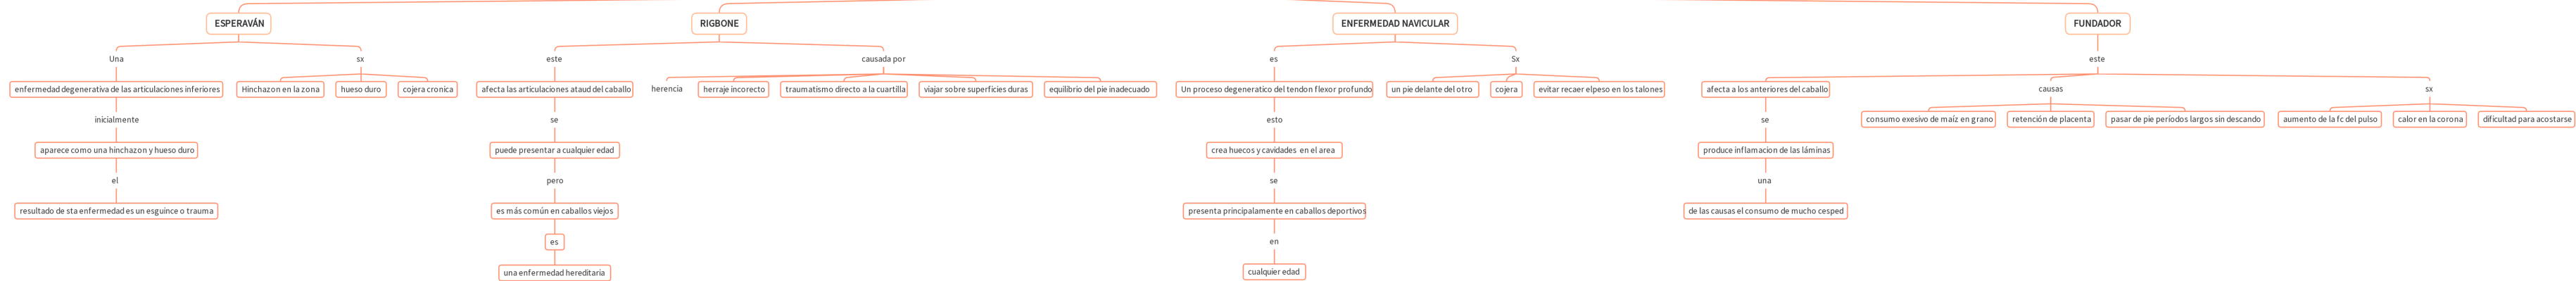 ESPERAVÁN
RIGBONE
ENFERMEDAD NAVICULAR
FUNDADOR
Una
sx
este
causada por
es
Sx
este
enfermedad degenerativa de las articulaciones inferiores
Hinchazon en la zona
hueso duro
cojera cronica
afecta las articulaciones ataud del caballo
herencia
herraje incorecto
traumatismo directo a la cuartilla
viajar sobre superficies duras
equilibrio del pie inadecuado
Un proceso degeneratico del tendon flexor profundo
un pie delante del otro
cojera
evitar recaer elpeso en los talones
afecta a los anteriores del caballo
causas
sx
inicialmente
se
esto
se
consumo exesivo de maíz en grano
retención de placenta
pasar de pie períodos largos sin descando
aumento de la fc del pulso
calor en la corona
dificultad para acostarse
aparece como una hinchazon y hueso duro
puede presentar a cualquier edad
crea huecos y cavidades en el area
produce inflamacion de las láminas
el
pero
se
una
resultado de sta enfermedad es un esguince o trauma
es más común en caballos viejos
presenta principalmente en caballos deportivos
de las causas el consumo de mucho cesped
es
en
una enfermedad hereditaria
cualquier edad